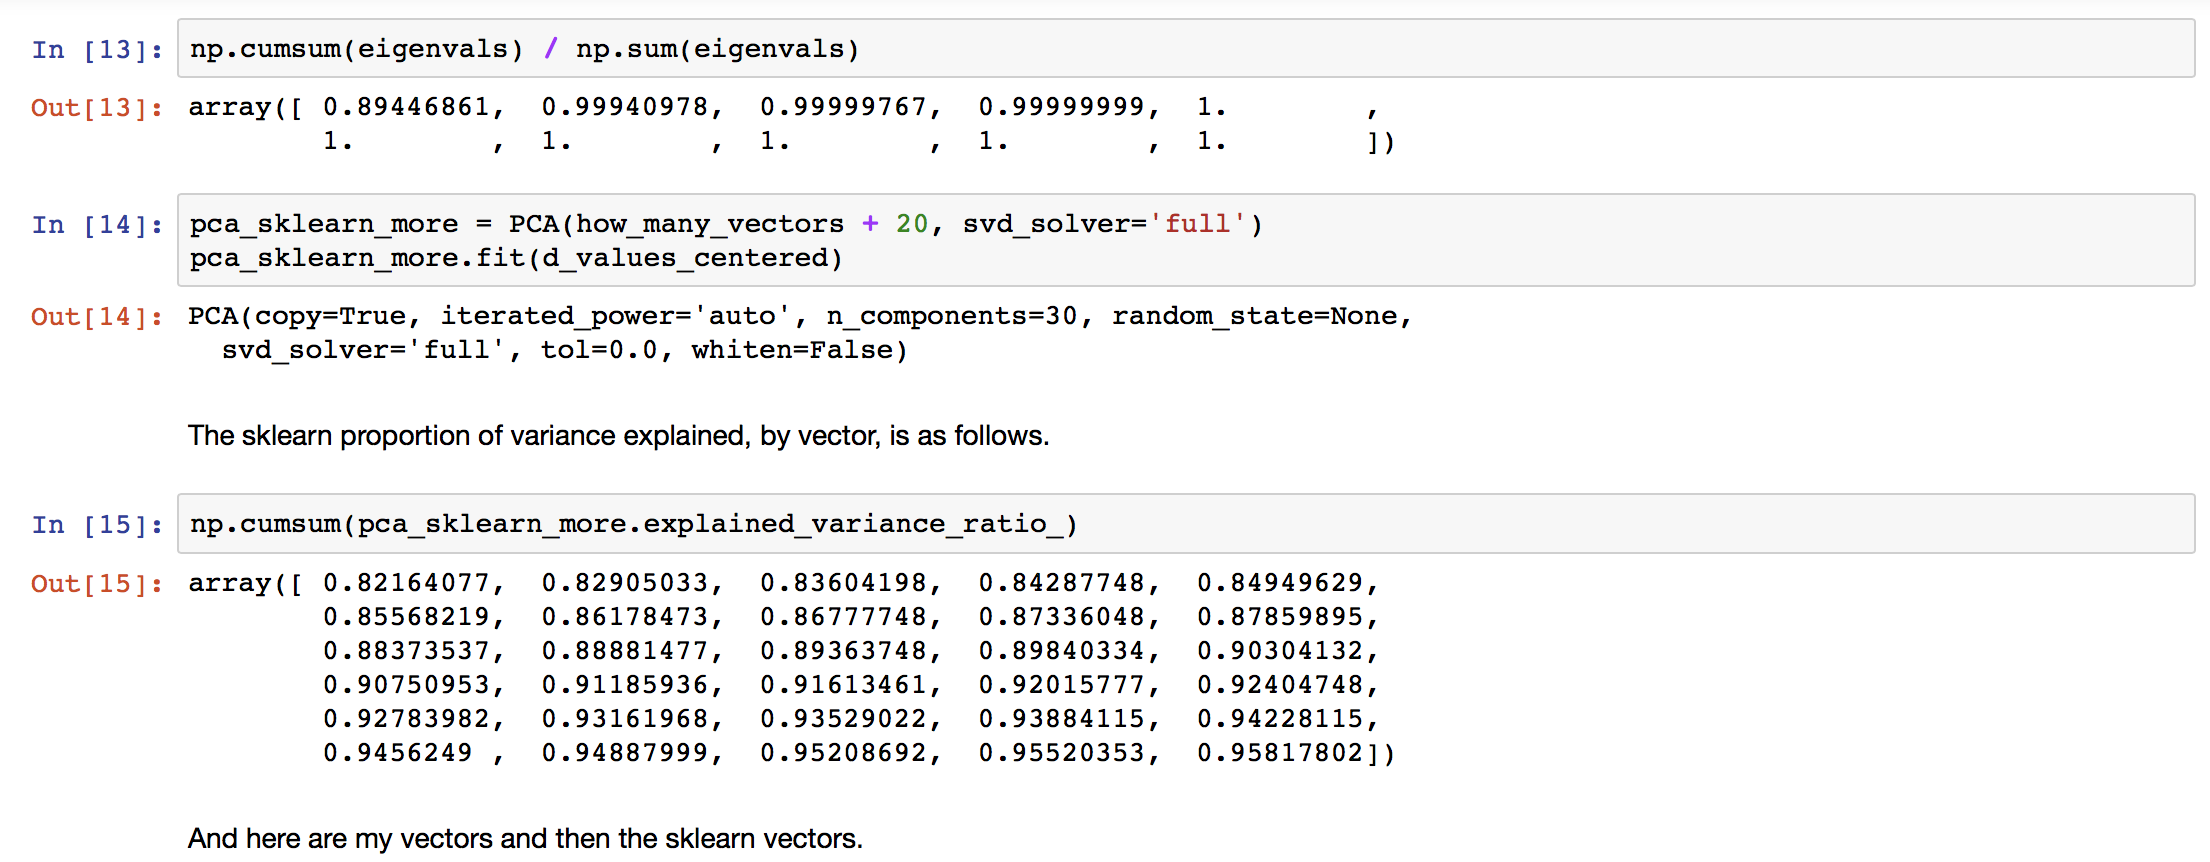 In [13]: np.cumsum(eigenvals) / np.sum(eigenvals)
Out[13]: array([ 0.89446861, 0.99940978, 0.99999767, 0.99999999, 1. ,
1. , 1. , 1. , 1. , 1. ])
In [14]: pca_sklearn_more = PCA(how_many_vectors + 20, svd_solver='full')
pca_sklearn_more.fit(d_values_centered)
Out[14]: PCA(copy=True, iterated_power='auto', n_components=30, random_state=None,
svd_solver='full', tol=0.0, whiten=False)
The sklearn proportion of variance explained, by vector, is as follows.
In [15]: np.cumsum(pca_sklearn_more.explained_variance_ratio_)
Out[15]: array([ 0.82164077, 0.82905033, 0.83604198, 0.84287748, 0.84949629,
0.85568219, 0.86178473, 0.86777748, 0.87336048, 0.87859895,
0.88373537, 0.88881477, 0.89363748, 0.89840334, 0.90304132,
0.90750953, 0.91185936, 0.91613461, 0.92015777, 0.92404748,
0.92783982, 0.93161968, 0.93529022, 0.93884115, 0.94228115,
0.9456249 , 0.94887999, 0.95208692, 0.95520353, 0.95817802])
And here are my vectors and then the sklearn vectors.